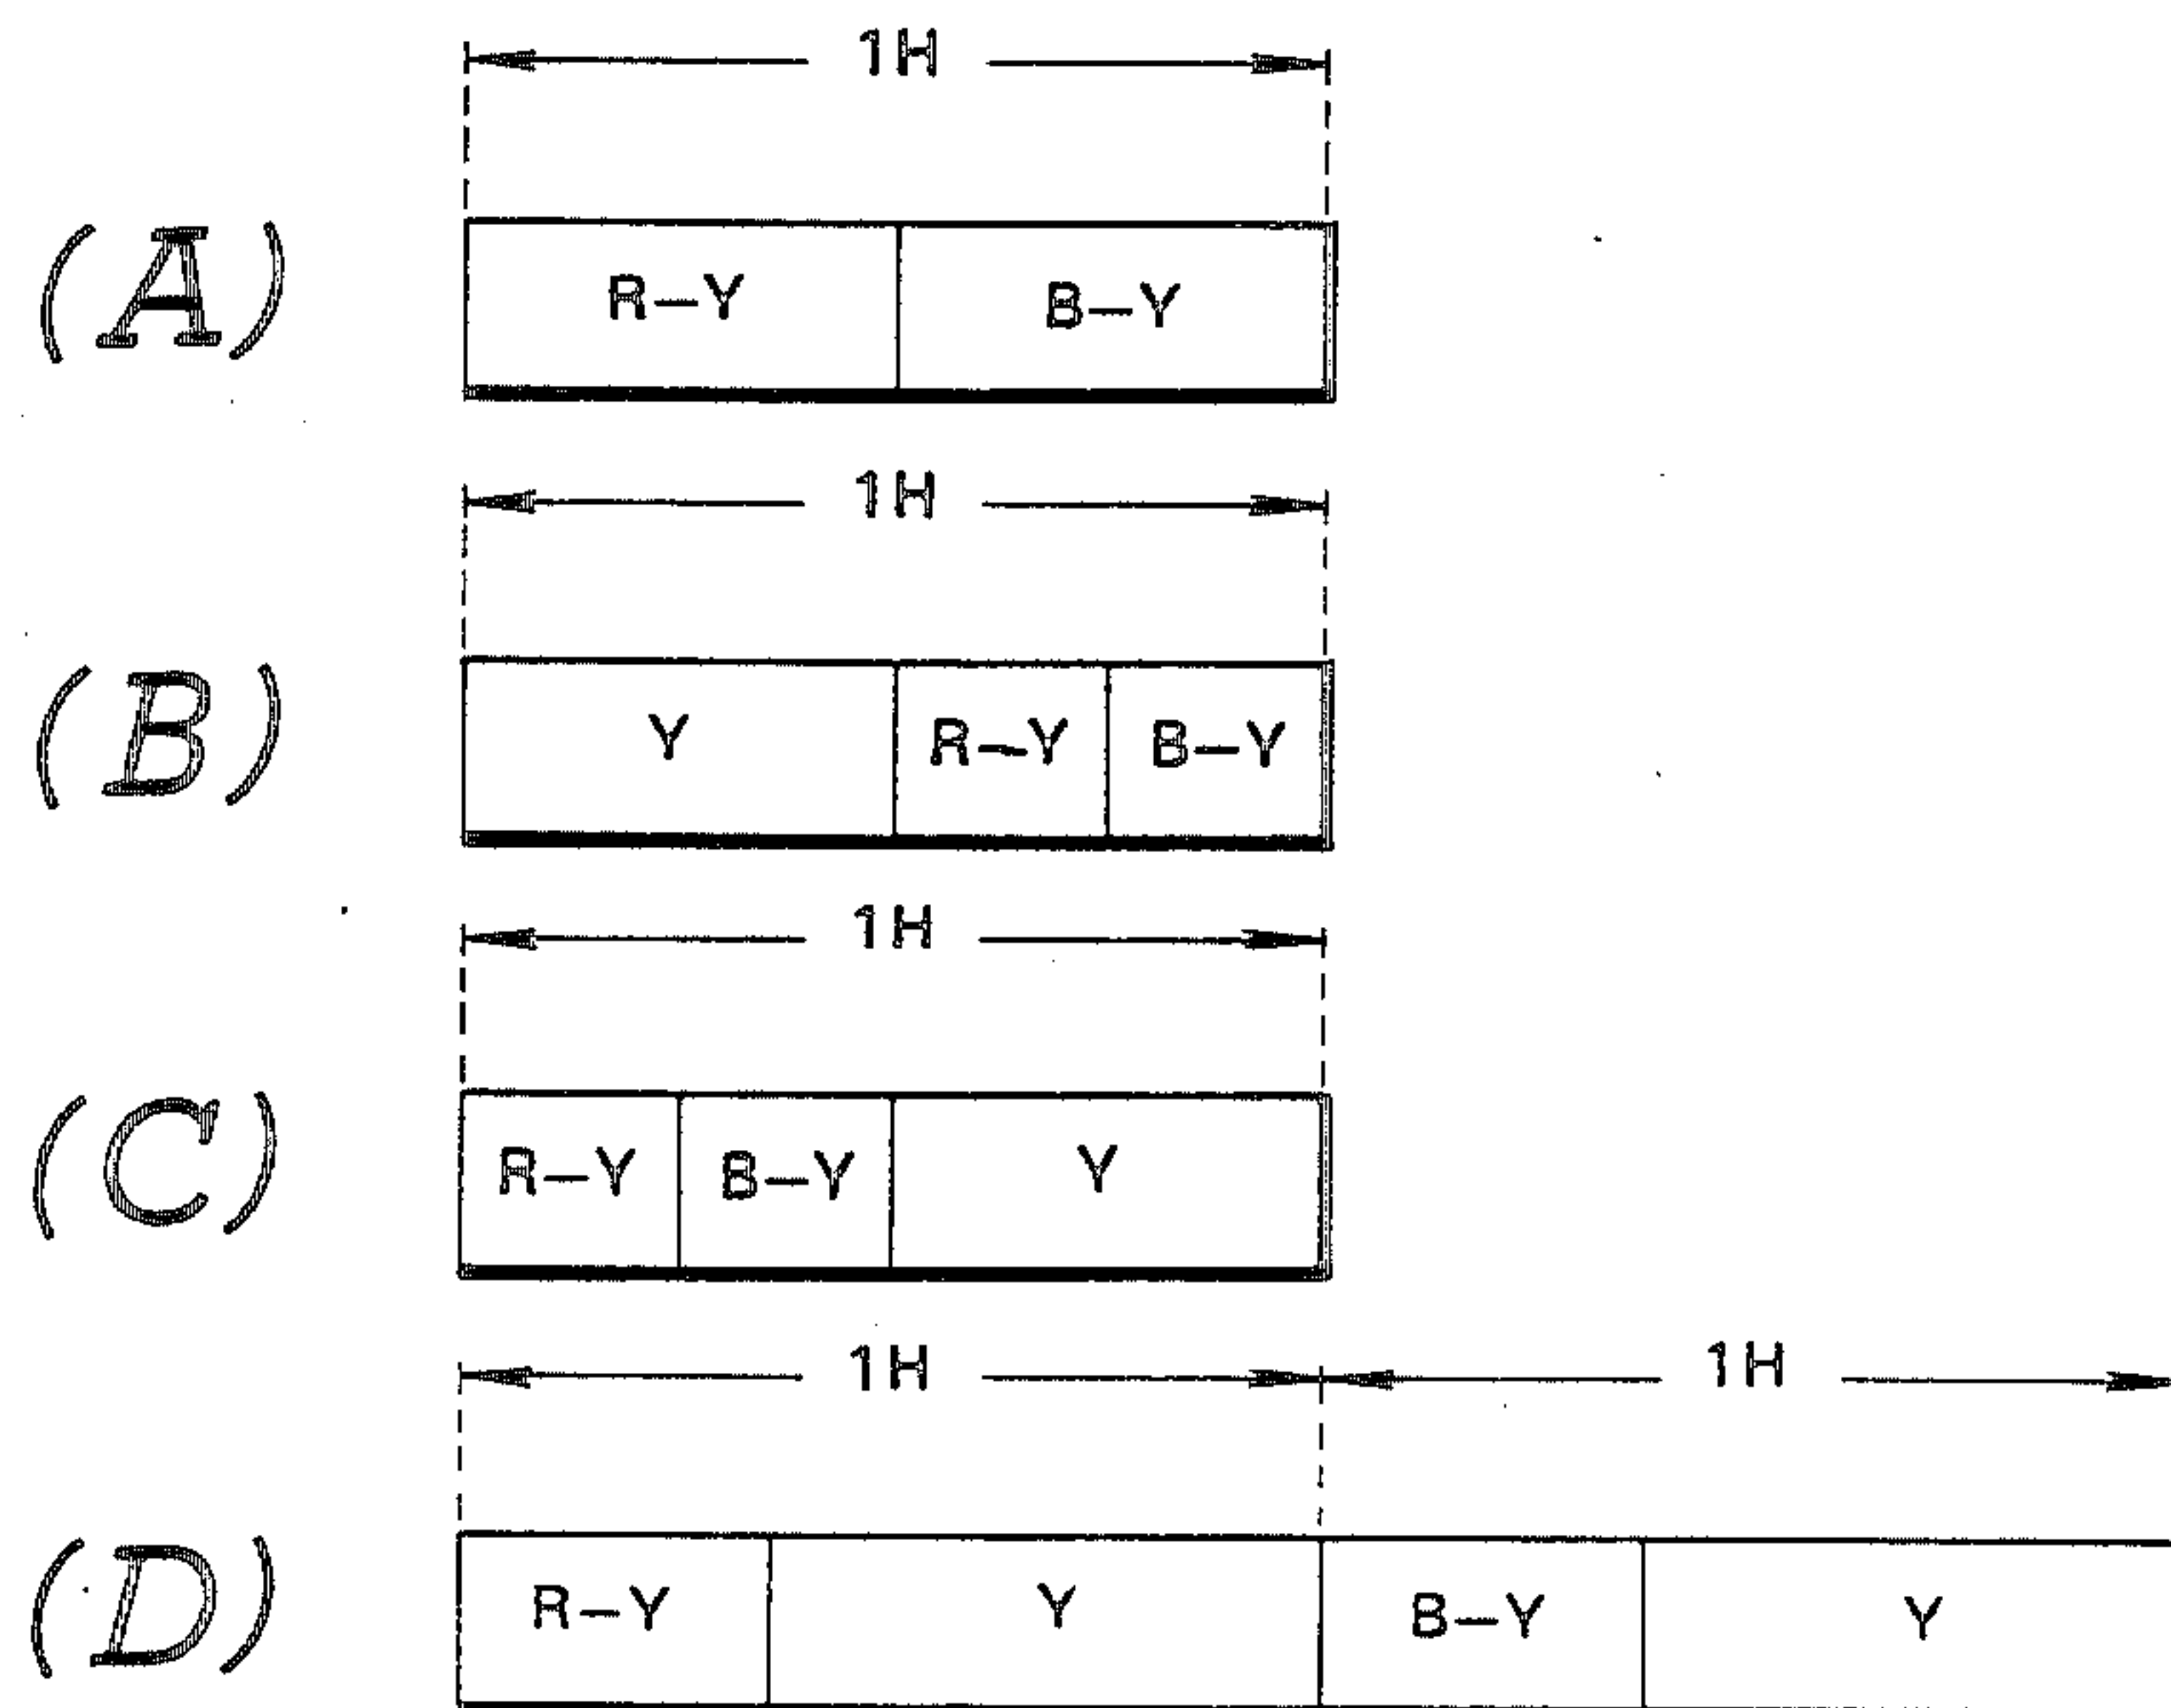 1H
(A) R–Y B–Y
1H
(B) Y R–Y B–Y
1H
(C) R–Y B–Y Y
1H 1H
(D) R–Y Y B–Y Y